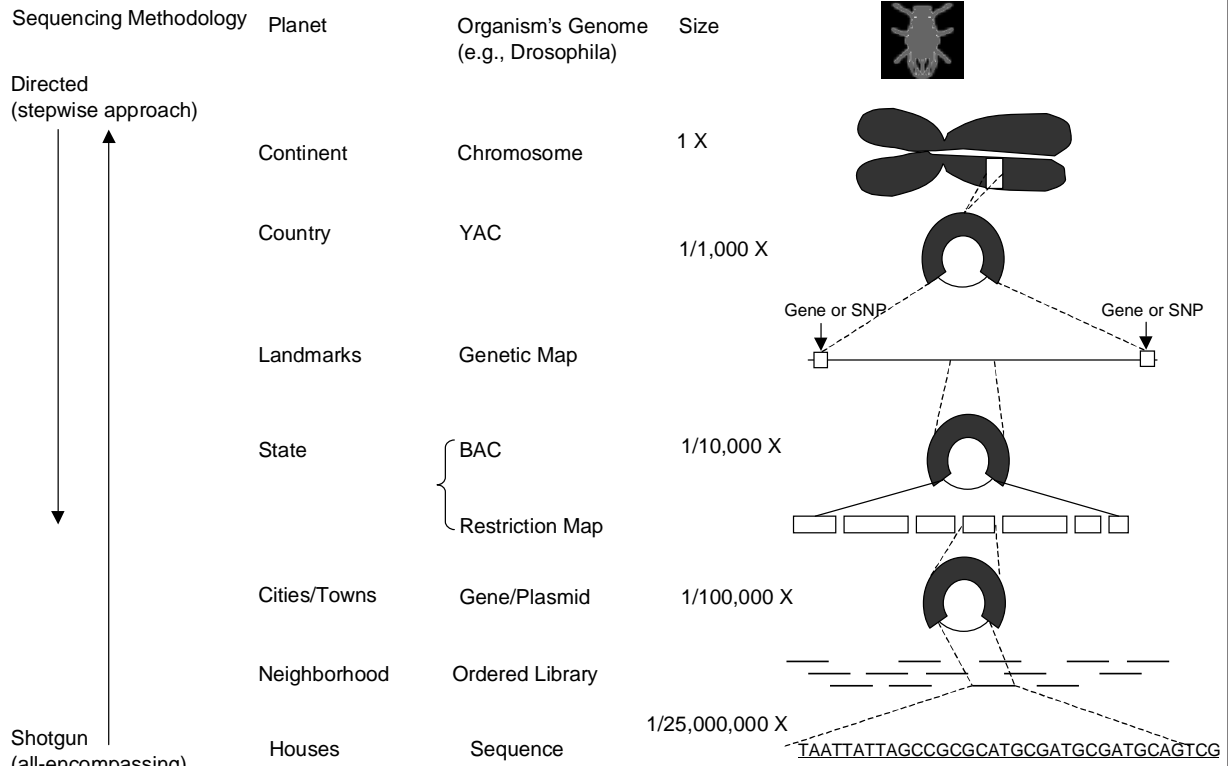 Sequencing Methodology Planet Organism's Genome Size
(e.g., Drosophila)
Directed
(stepwise approach)
Continent Chromosome 1 X
Country YAC 1/1,000 X
Gene or SNP Gene or SNP
Landmarks Genetic Map
State BAC 1/10,000 X
Restriction Map
Cities/Towns Gene/Plasmid 1/100,000 X
Neighborhood Ordered Library
1/25,000,000 X
Shotgun Houses Sequence TAATTATTAGCCGCGCATGCGATGCGATGCAGTCG
(all-encompassing)